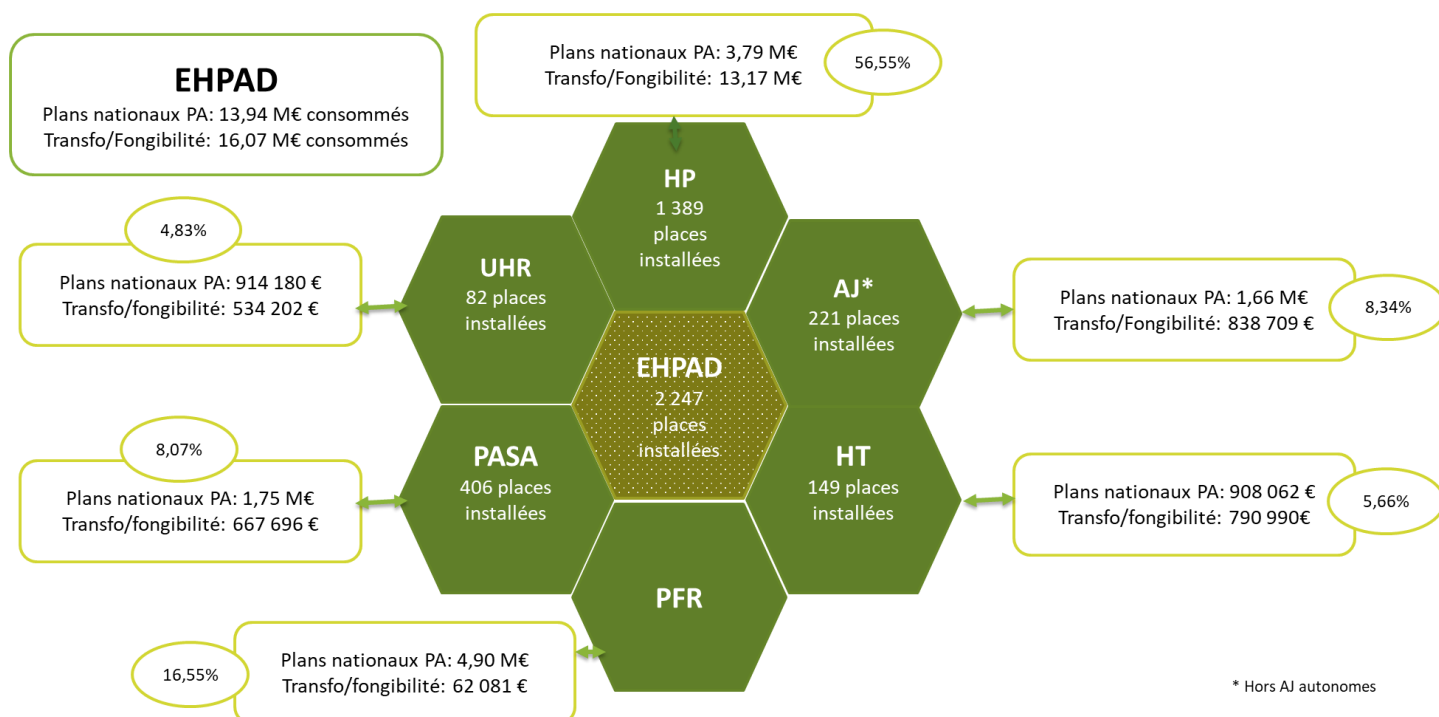 EHPAD
Plans nationaux PA: 13,94 M€ consommés
Transfo/Fongibilité: 16,07 M€ consommés
Plans nationaux PA: 3,79 M€
Transfo/Fongibilité: 13,17 M€
56,55%
HP
1 389
places
installées
4,83%
Plans nationaux PA: 914 180 €
Transfo/fongibilité: 534 202 €
UHR
82 places
installées
AJ*
221 places
installées
Plans nationaux PA: 1,66 M€
Transfo/Fongibilité: 838 709 €
8,34%
EHPAD
2 247
places
installées
8,07%
Plans nationaux PA: 1,75 M€
Transfo/fongibilité: 667 696 €
PASA
406 places
installées
HT
149 places
installées
Plans nationaux PA: 908 062 €
Transfo/fongibilité: 790 990€
5,66%
PFR
16,55%
Plans nationaux PA: 4,90 M€
Transfo/fongibilité: 62 081 €
* Hors AJ autonomes